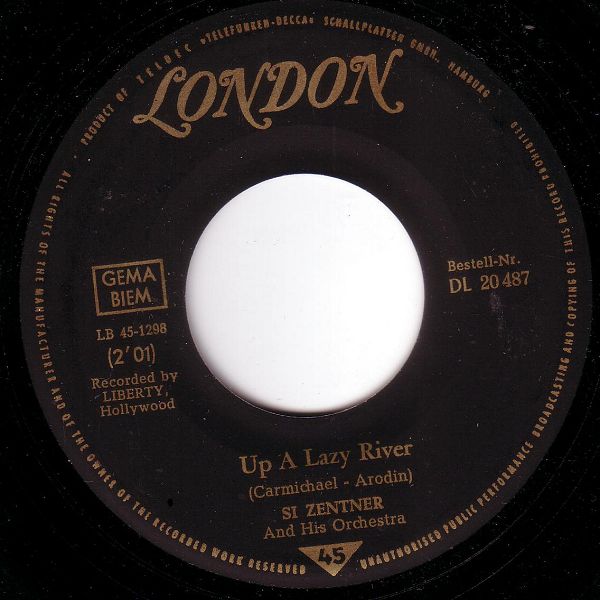 PRODUCT OF TELDEC »TELEFUNKEN-DECCA« SCHALLPLATTEN GMBH., HAMBURG
LONDON
GEMA
BIEM
LB 45-1298
(2'01)
Recorded by
LIBERTY,
Hollywood
Bestell-Nr.
DL 20 487
Up A Lazy River
(Carmichael - Arodin)
SI ZENTNER
And His Orchestra
45
· ALL RIGHTS OF THE MANUFACTURER AND OF THE OWNER OF THE RECORDED WORK RESERVED
UNAUTHORISED PUBLIC PERFORMANCE BROADCASTING AND COPYING OF THIS RECORD PROHIBITED